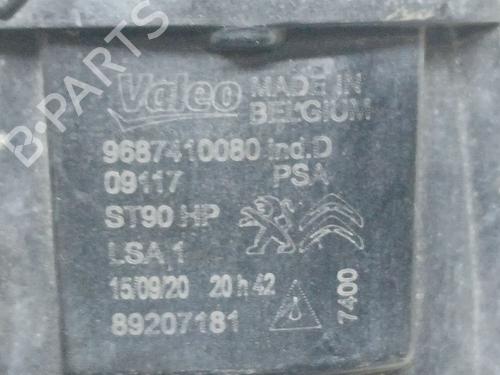 B-PARTS
Valeo MADE IN
BELGIUM
9687410080 ind.D
09117 PSA
ST90 HP
LSA 1
15/09/20 20 h 42
89207181
7400